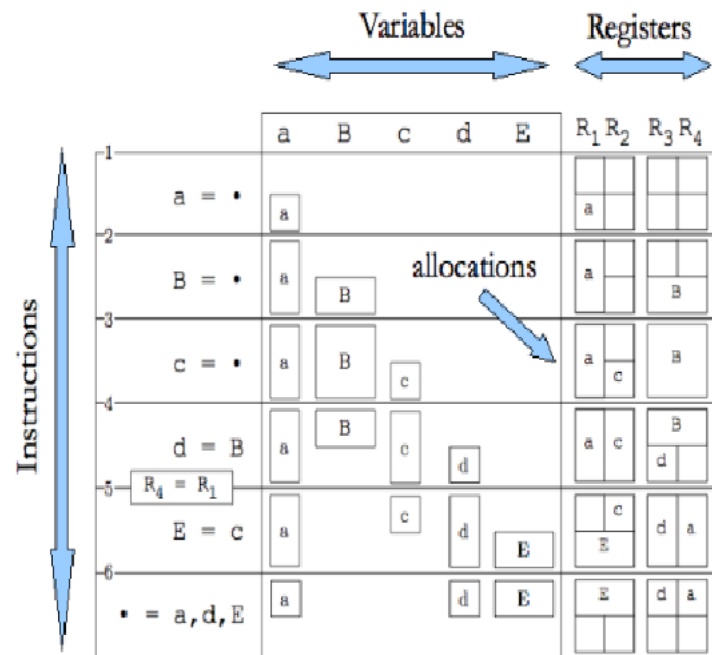 Variables Registers
a B c d E R1 R2 R3 R4
1
a = • a a
2
B = • a B a B
allocations
3
c = • a B c a c B
4
d = B a B c d a c B d
R4 = R1
5
E = c a c d E c E d a
6
• = a,d,E a d E E d a
Instructions